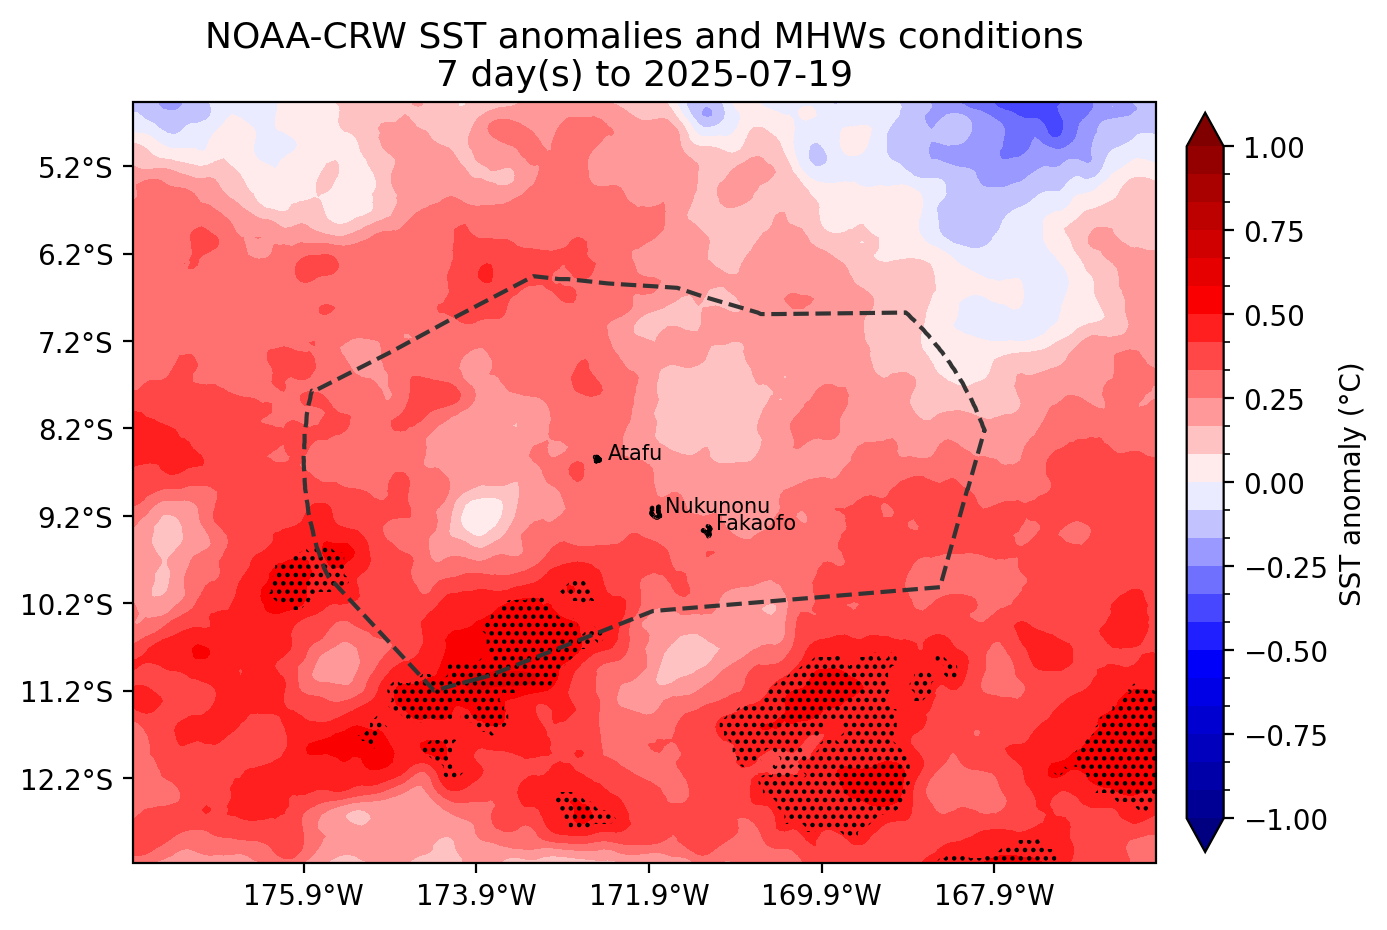 NOAA-CRW SST anomalies and MHWs conditions
7 day(s) to 2025-07-19
5.2°S
6.2°S
7.2°S
8.2°S
9.2°S
10.2°S
11.2°S
12.2°S
Atafu
Nukunonu
Fakaofo
175.9°W
173.9°W
171.9°W
169.9°W
167.9°W
1.00
0.75
0.50
0.25
0.00
−0.25
−0.50
−0.75
−1.00
SST anomaly (°C)